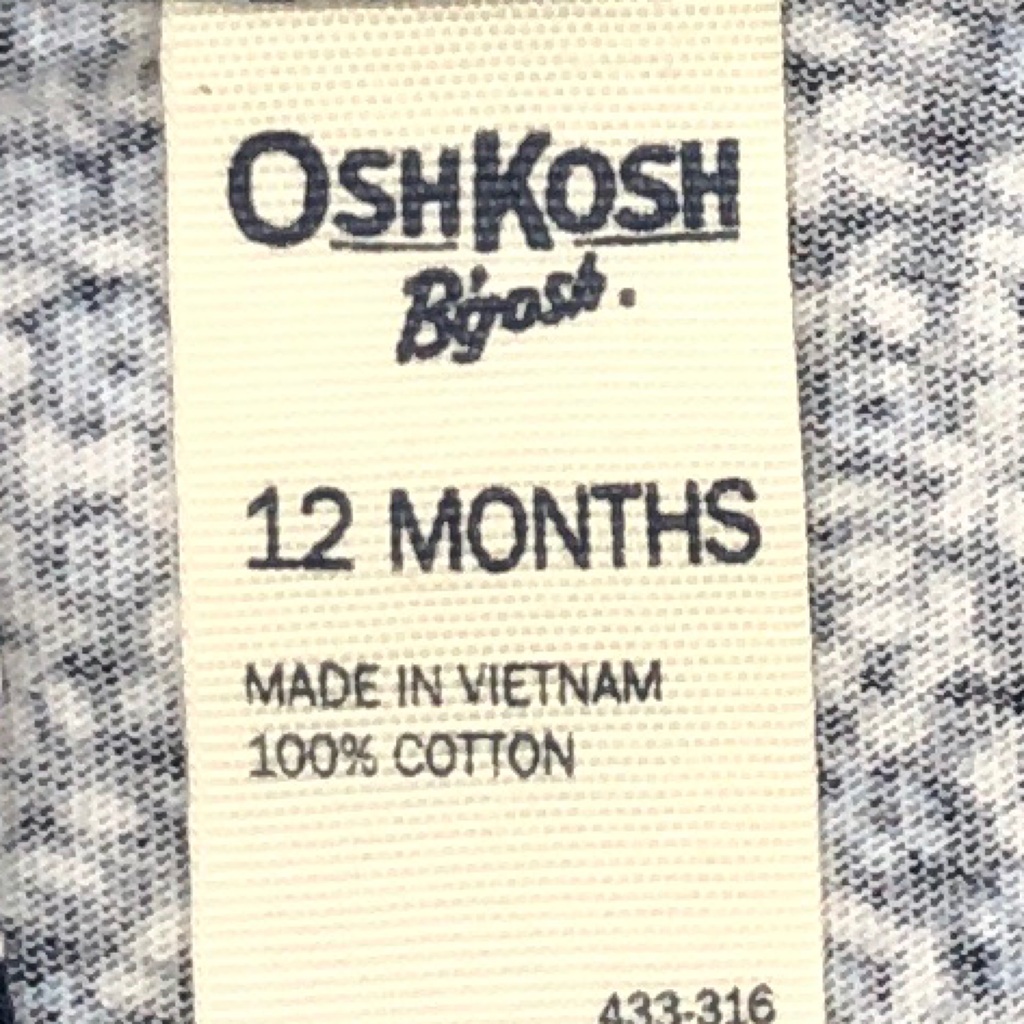 OSHKOSH
B'gosh.
12 MONTHS
MADE IN VIETNAM
100% COTTON
433-316